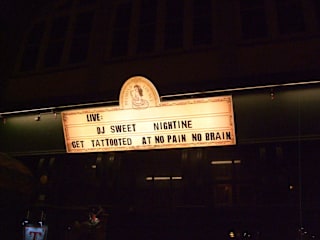 LIVE:
DJ SWEET NIGHTINE
GET TATTOOTED AT NO PAIN NO BRAIN